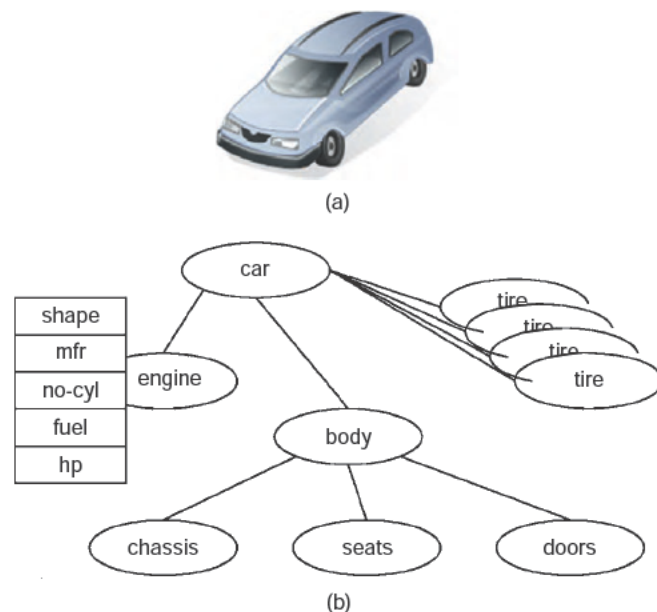 (a)
car
shape
mfr
no-cyl
fuel
hp
engine
tire
tire
tire
tire
body
chassis
seats
doors
(b)